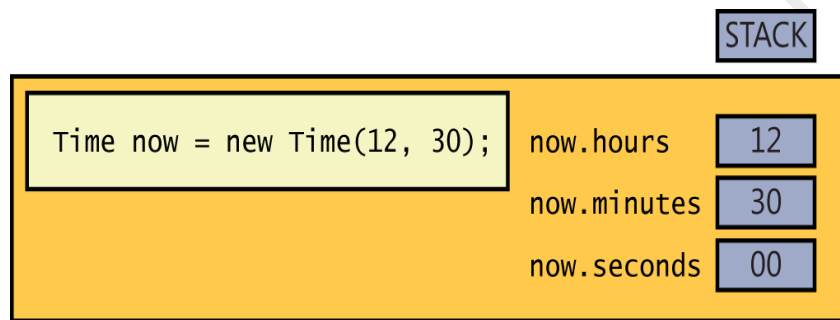 STACK
Time now = new Time(12, 30); now.hours 12
now.minutes 30
now.seconds 00